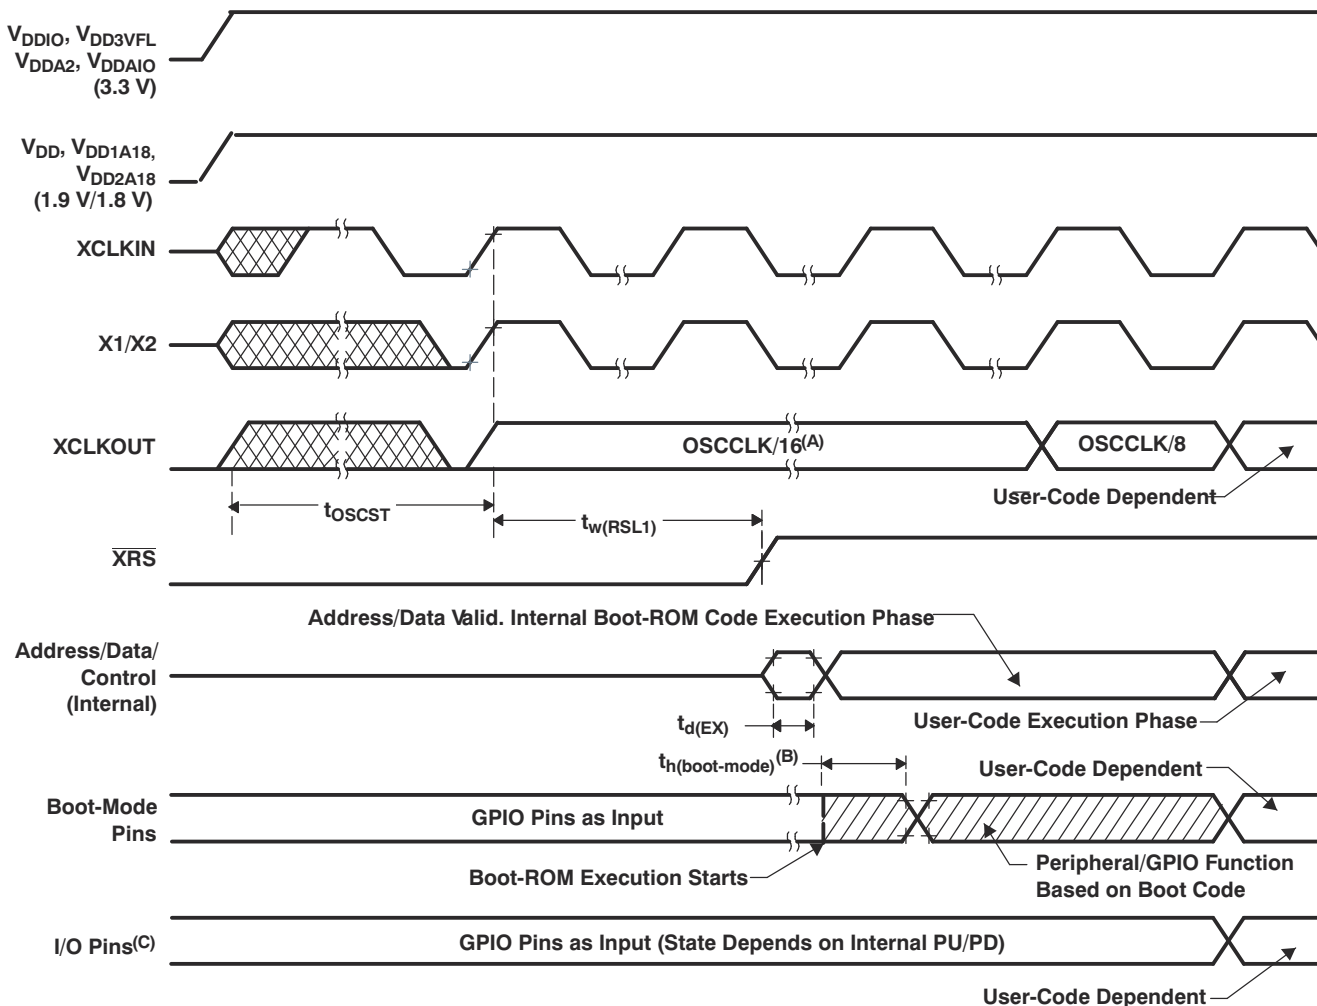 VDDIO, VDD3VFL
VDDA2, VDDAIO
(3.3 V)
VDD, VDD1A18,
VDD2A18
(1.9 V/1.8 V)
XCLKIN
X1/X2
XCLKOUT
OSCCLK/16(A)
OSCCLK/8
User-Code Dependent
tOSCST
tw(RSL1)
XRS
Address/Data Valid. Internal Boot-ROM Code Execution Phase
Address/Data/
Control
(Internal)
td(EX)
User-Code Execution Phase
th(boot-mode)(B)
User-Code Dependent
Boot-Mode
Pins
GPIO Pins as Input
Boot-ROM Execution Starts
Peripheral/GPIO Function
Based on Boot Code
I/O Pins(C)
GPIO Pins as Input (State Depends on Internal PU/PD)
User-Code Dependent